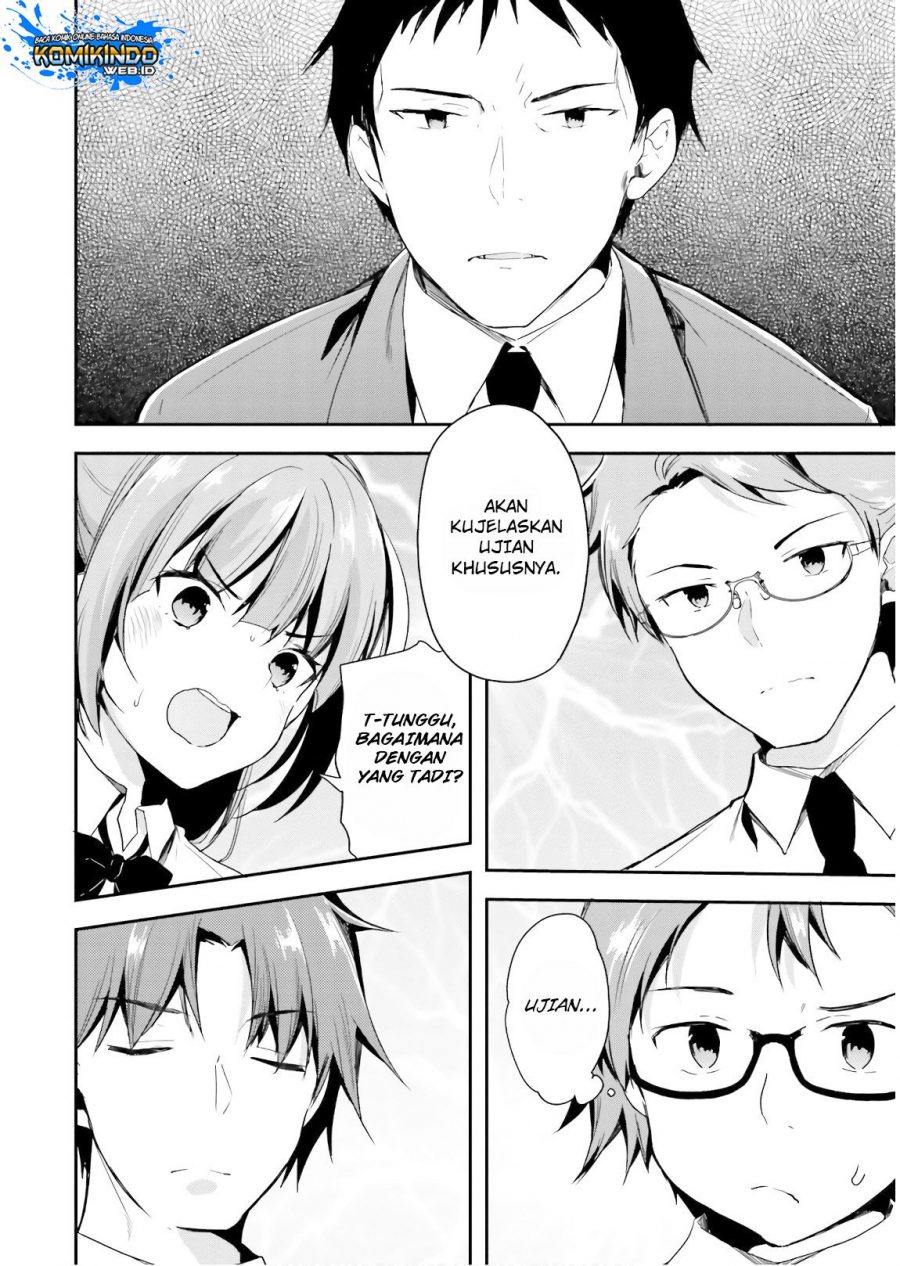 BACA KOMIK ONLINE BAHASA INDONESIA
KOMIKINDO
WEB.ID
AKAN
KUJELASKAN
UJIAN
KHUSUSNYA.
T-TUNGGU,
BAGAIMANA
DENGAN
YANG TADI?
UJIAN...